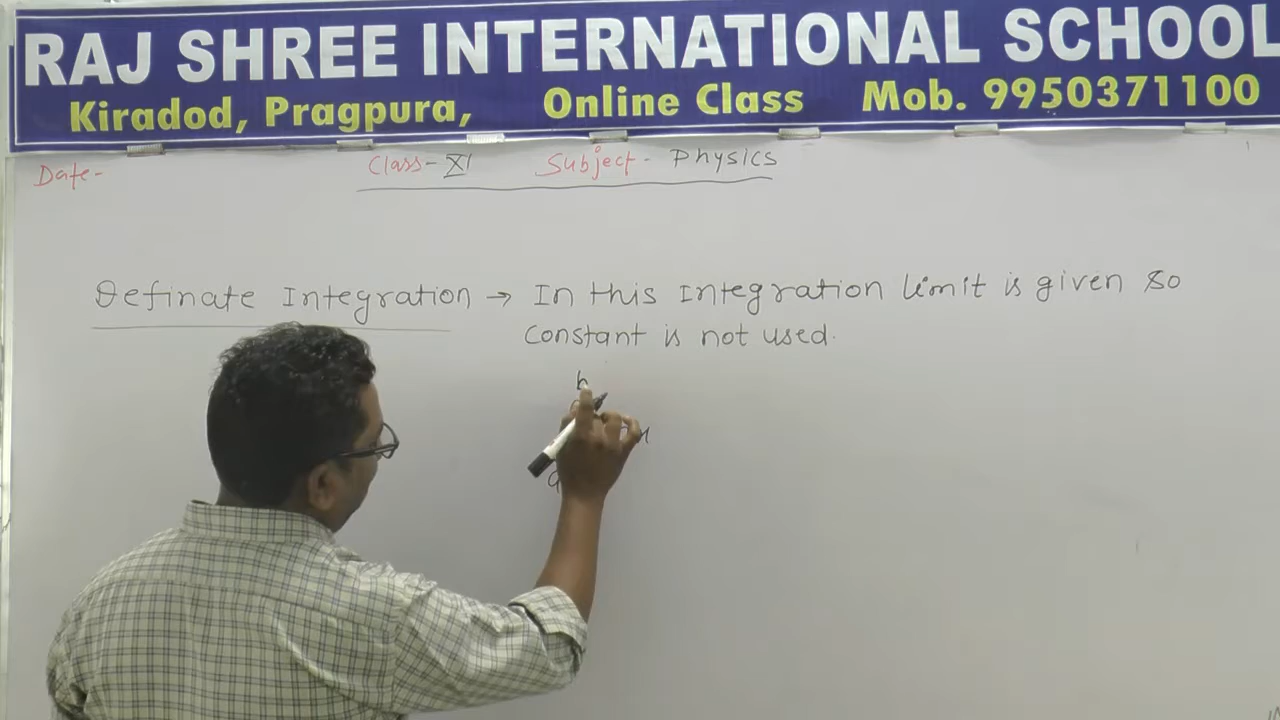 RAJ SHREE INTERNATIONAL SCHOOL
Kiradod, Pragpura, Online Class Mob. 9950371100
Date- Class- XI Subject- Physics
Definate Integration → In this Integration limit is given so
Constant is not used.
b
a